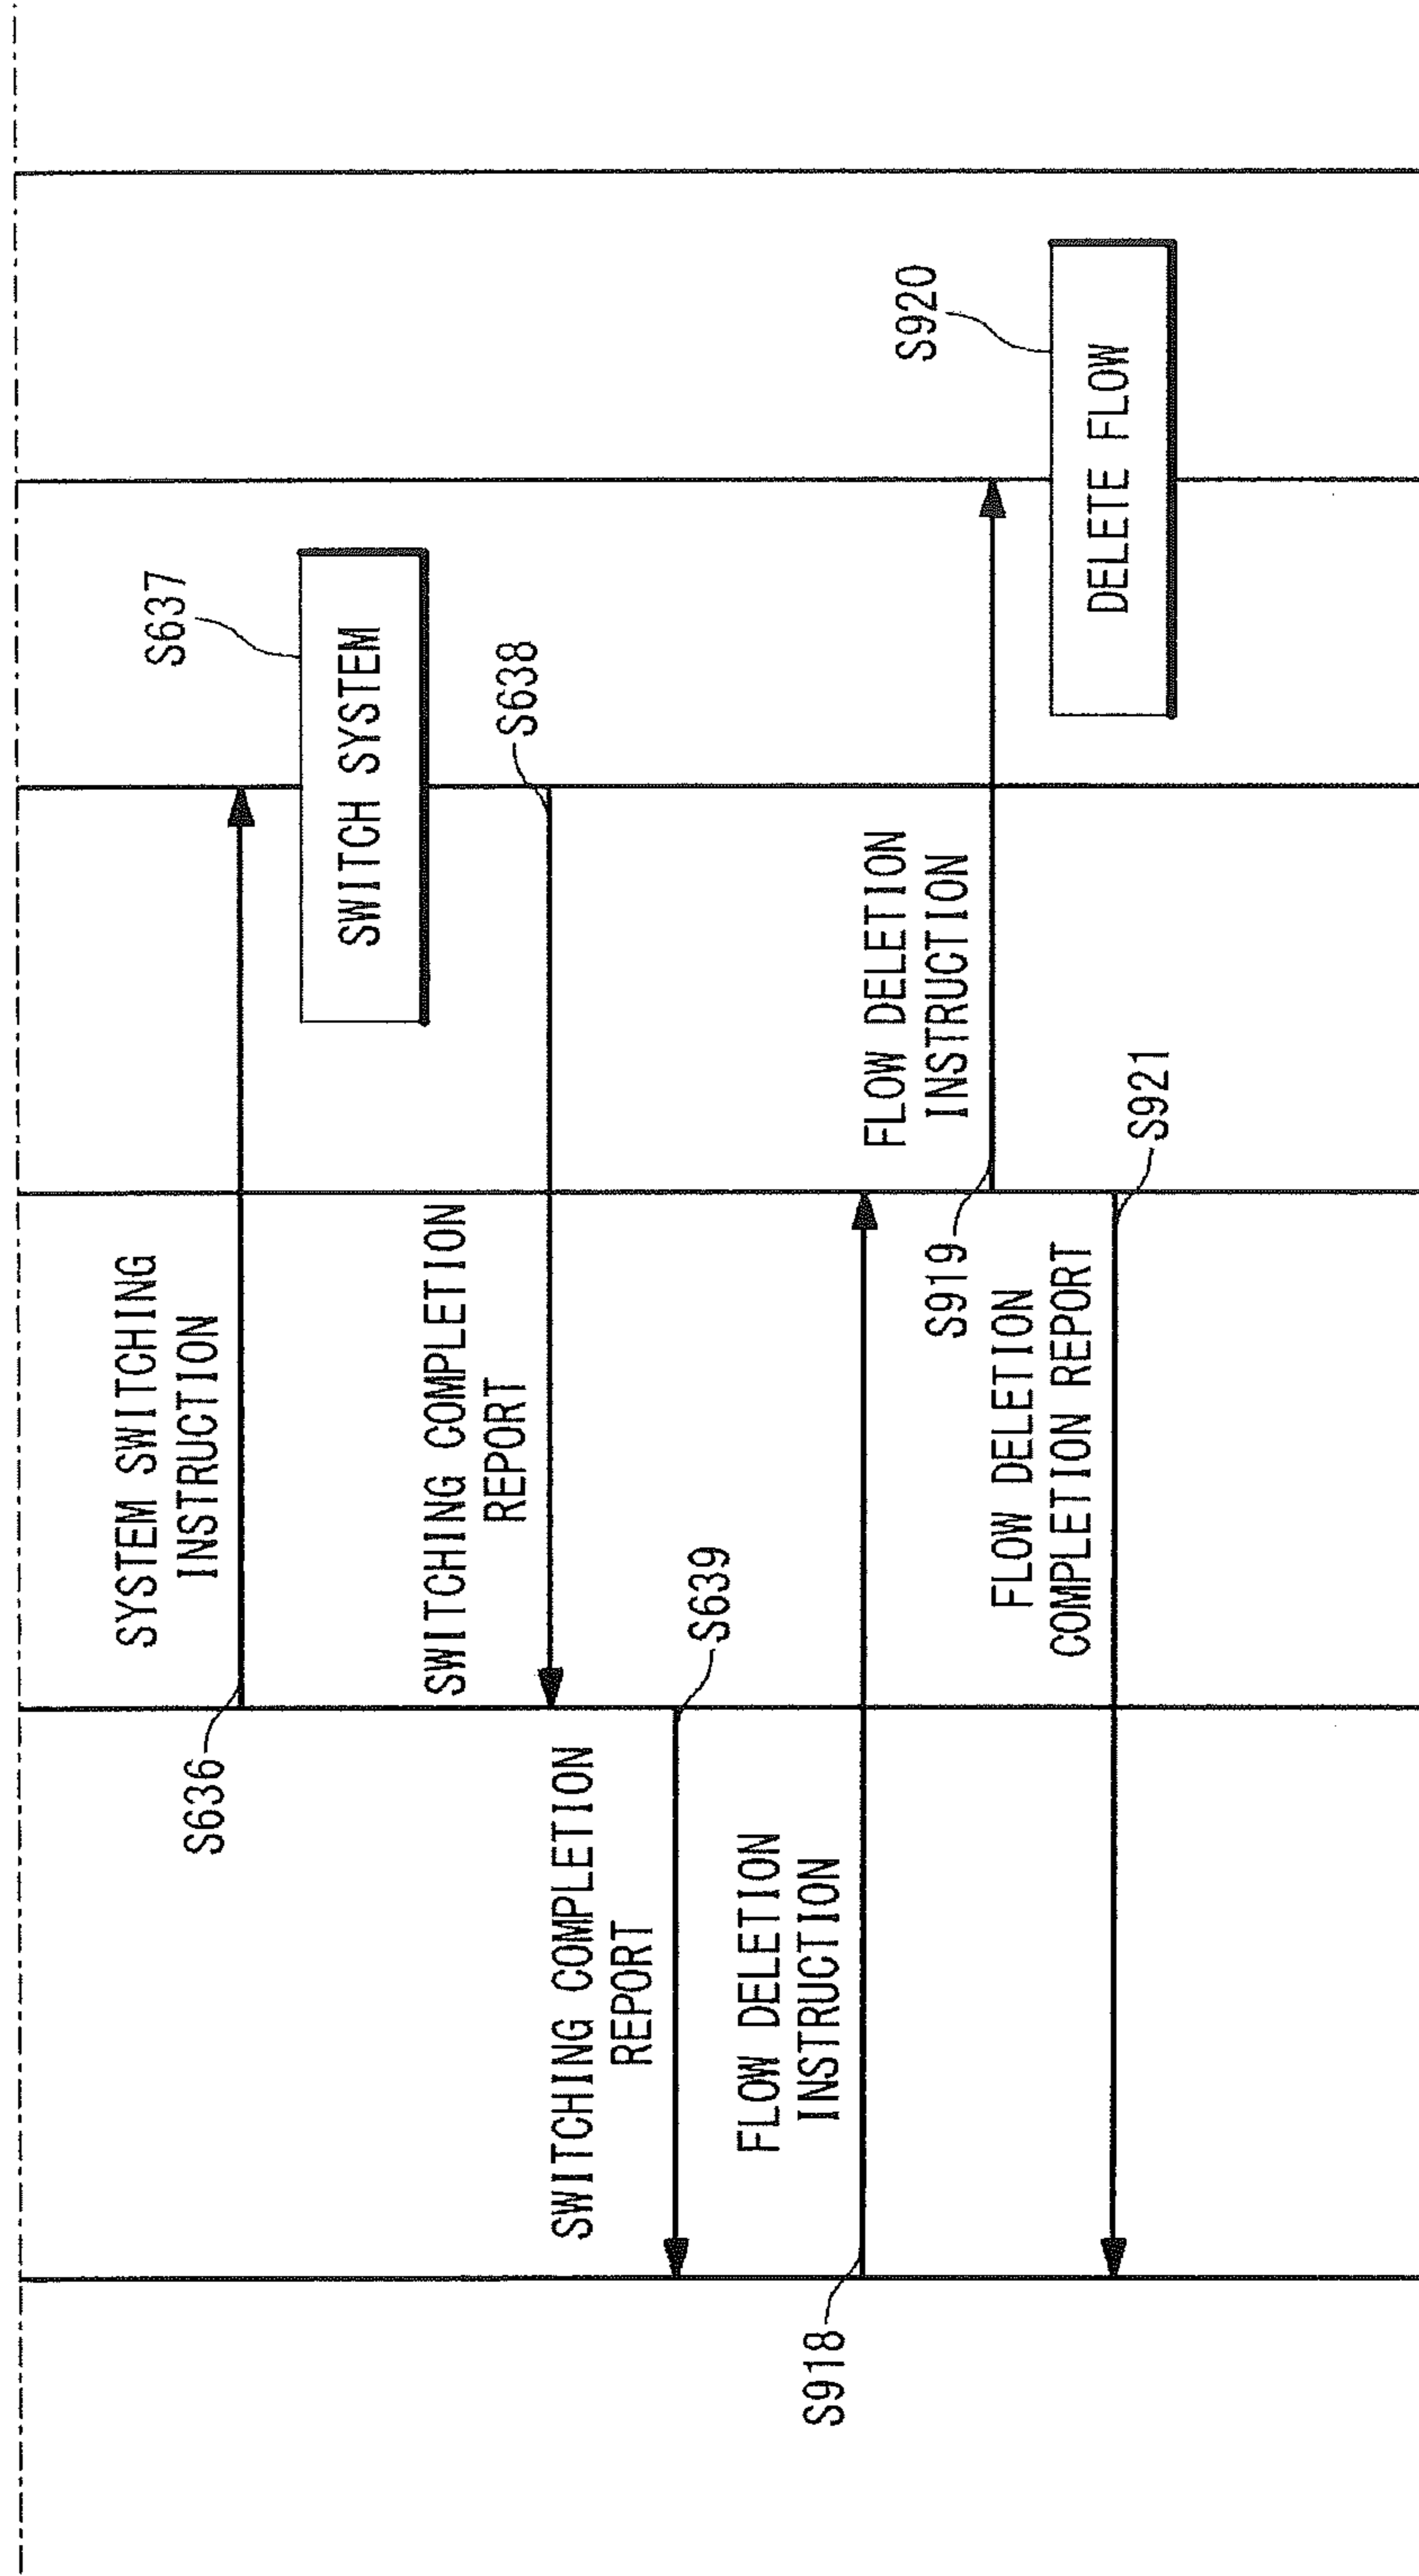 SYSTEM SWITCHING
INSTRUCTION
S636
S637
SWITCH SYSTEM
SWITCHING COMPLETION
REPORT
S638
SWITCHING COMPLETION
REPORT
S639
FLOW DELETION
INSTRUCTION
S918
FLOW DELETION
INSTRUCTION
S919
S920
DELETE FLOW
FLOW DELETION
COMPLETION REPORT
S921